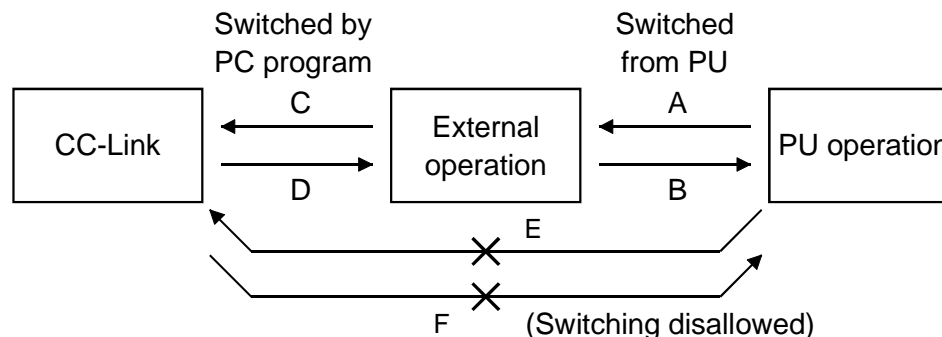 Switched by
PC program
Switched
from PU
CC-Link
C
D
External
operation
A
B
PU operation
E
F
(Switching disallowed)